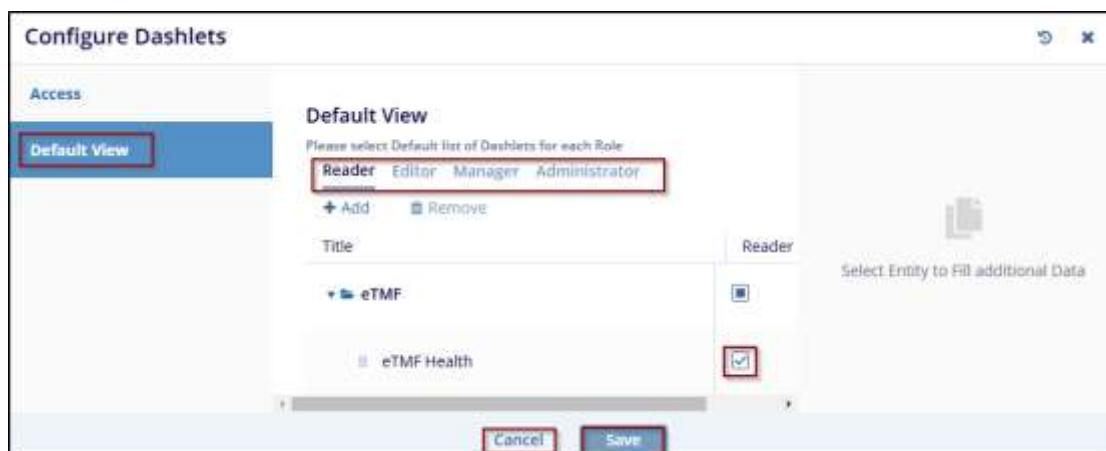 Configure Dashlets
Access
Default View
Default View
Please select Default list of Dashlets for each Role
Reader Editor Manager Administrator
+ Add Remove
Title Reader
eTMF
eTMF Health
Select Entity to Fill additional Data
Cancel Save